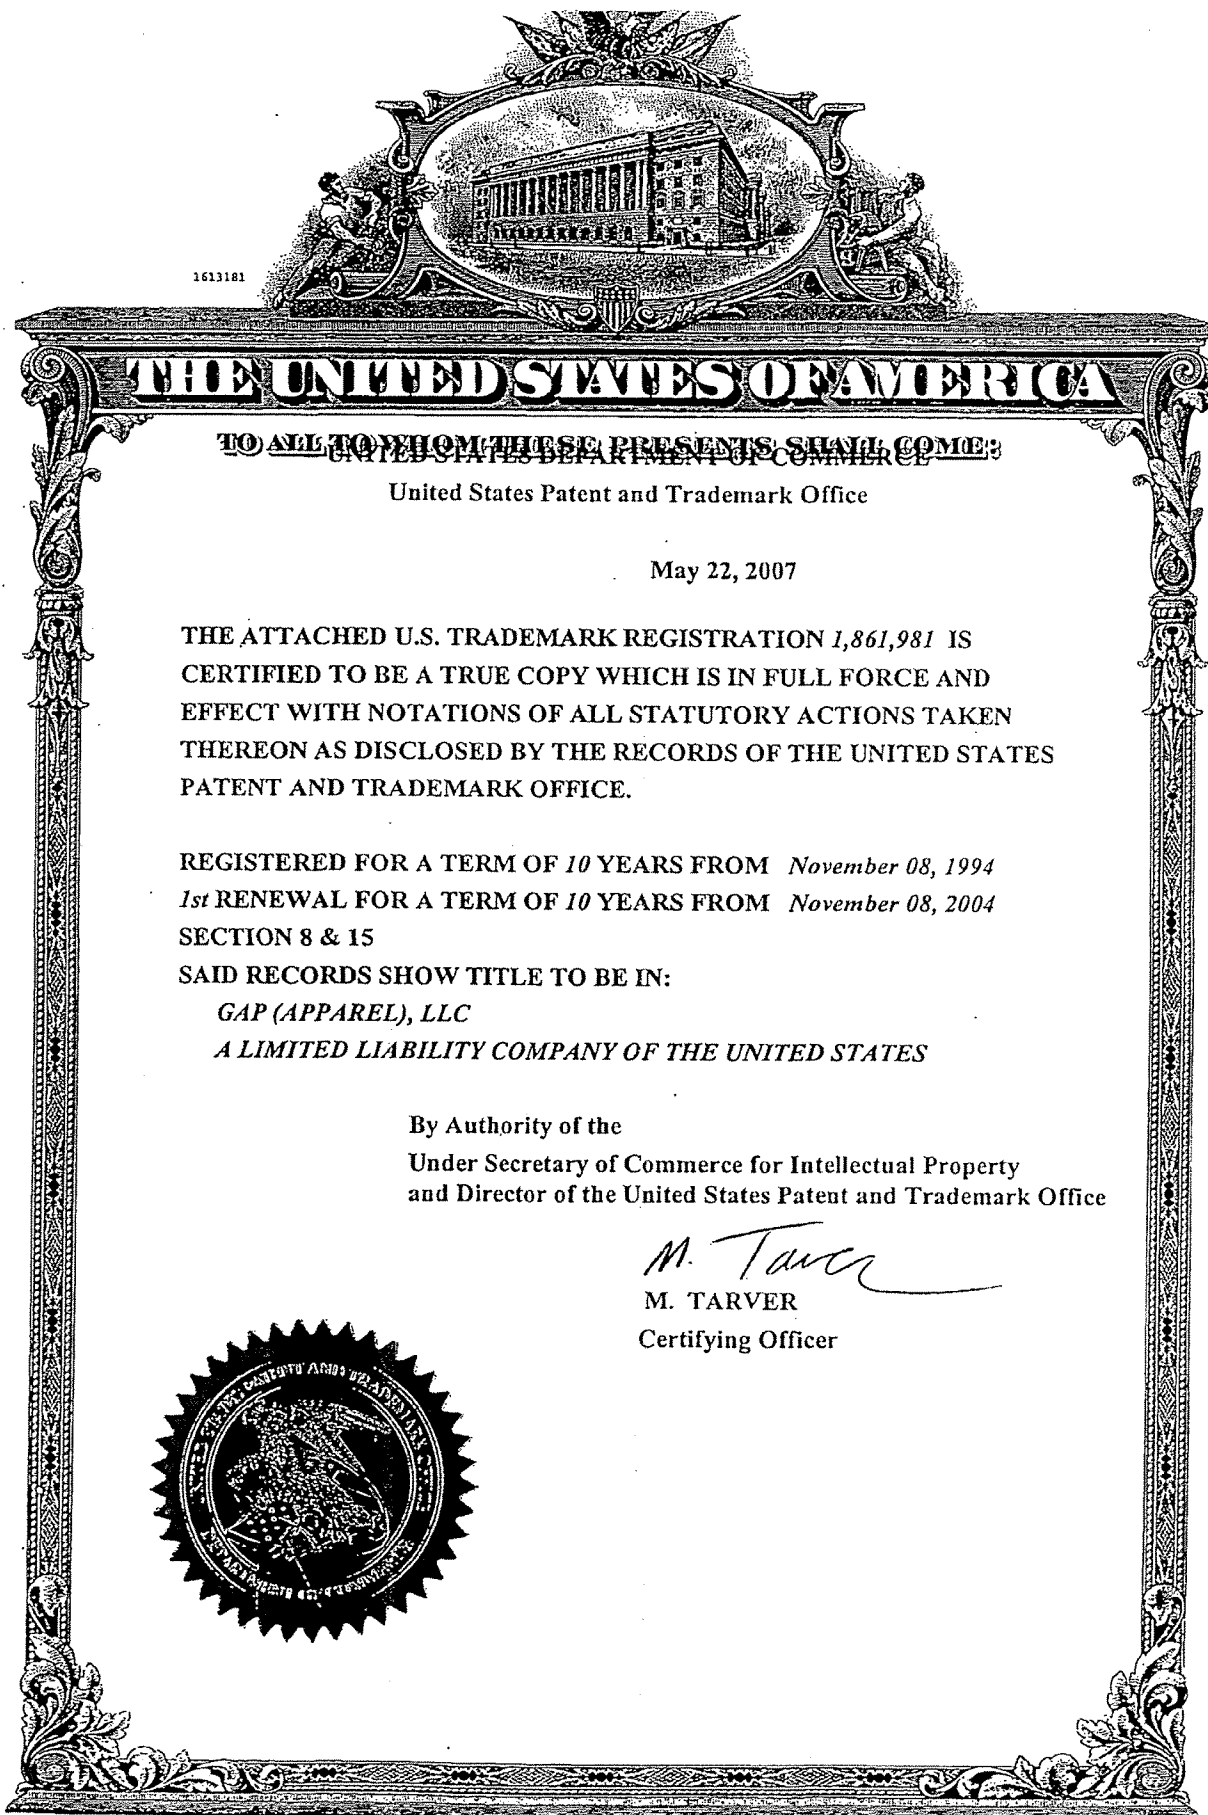 1613181
THE UNITED STATES OF AMERICA
TO ALL TO WHOM THESE PRESENTS SHALL COME:
UNITED STATES DEPARTMENT OF COMMERCE
United States Patent and Trademark Office
May 22, 2007
THE ATTACHED U.S. TRADEMARK REGISTRATION 1,861,981 IS
CERTIFIED TO BE A TRUE COPY WHICH IS IN FULL FORCE AND
EFFECT WITH NOTATIONS OF ALL STATUTORY ACTIONS TAKEN
THEREON AS DISCLOSED BY THE RECORDS OF THE UNITED STATES
PATENT AND TRADEMARK OFFICE.
REGISTERED FOR A TERM OF 10 YEARS FROM November 08, 1994
1st RENEWAL FOR A TERM OF 10 YEARS FROM November 08, 2004
SECTION 8 & 15
SAID RECORDS SHOW TITLE TO BE IN:
GAP (APPAREL), LLC
A LIMITED LIABILITY COMPANY OF THE UNITED STATES
By Authority of the
Under Secretary of Commerce for Intellectual Property
and Director of the United States Patent and Trademark Office
M. Tarver
M. TARVER
Certifying Officer
PATENT AND TRADEMARK